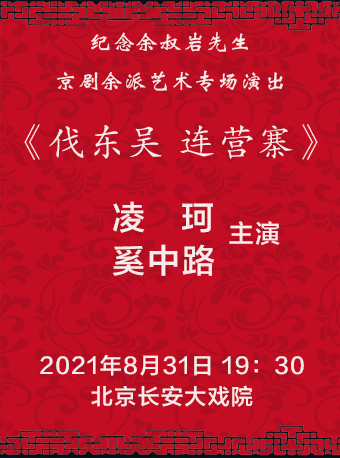 纪念余叔岩先生
京剧余派艺术专场演出
《伐东吴 连营寨》
凌 珂
奚中路
主演
2021年8月31日 19：30
北京长安大戏院